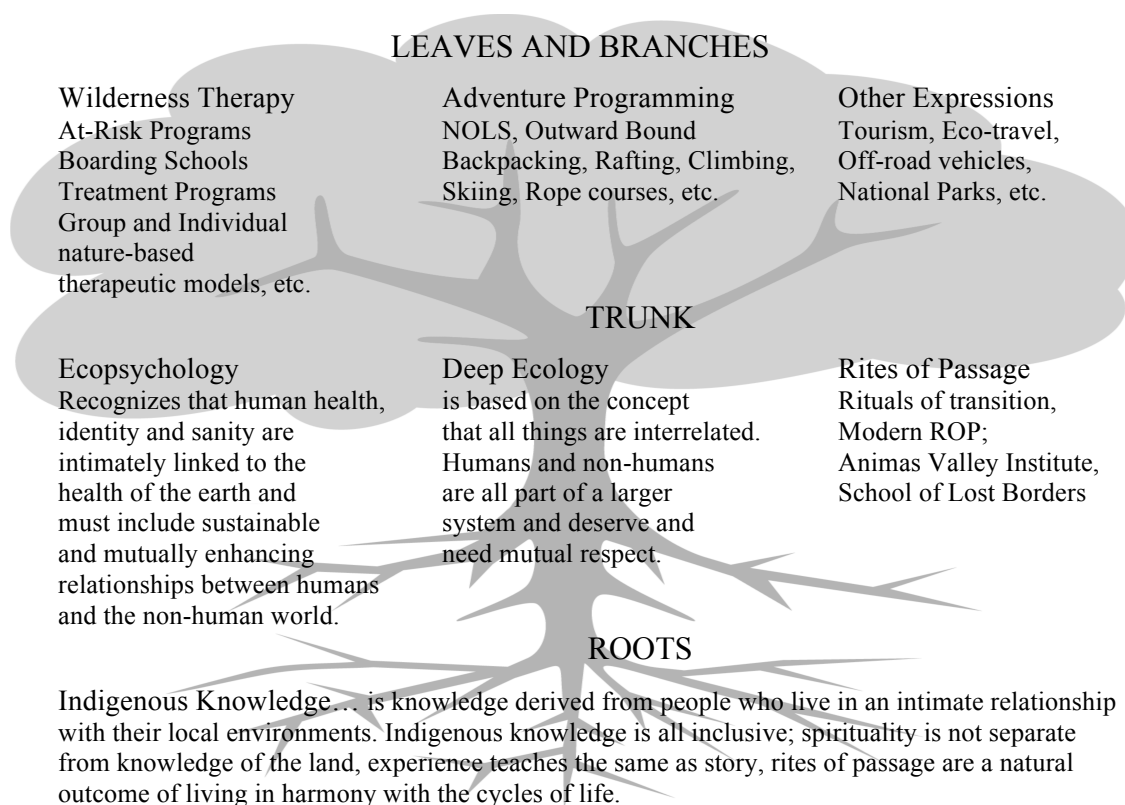 LEAVES AND BRANCHES
Wilderness Therapy
At-Risk Programs
Boarding Schools
Treatment Programs
Group and Individual
nature-based
therapeutic models, etc.
Adventure Programming
NOLS, Outward Bound
Backpacking, Rafting, Climbing,
Skiing, Rope courses, etc.
Other Expressions
Tourism, Eco-travel,
Off-road vehicles,
National Parks, etc.
TRUNK
Ecopsychology
Recognizes that human health,
identity and sanity are
intimately linked to the
health of the earth and
must include sustainable
and mutually enhancing
relationships between humans
and the non-human world.
Deep Ecology
is based on the concept
that all things are interrelated.
Humans and non-humans
are all part of a larger
system and deserve and
need mutual respect.
Rites of Passage
Rituals of transition,
Modern ROP;
Animas Valley Institute,
School of Lost Borders
ROOTS
Indigenous Knowledge… is knowledge derived from people who live in an intimate relationship
with their local environments. Indigenous knowledge is all inclusive; spirituality is not separate
from knowledge of the land, experience teaches the same as story, rites of passage are a natural
outcome of living in harmony with the cycles of life.